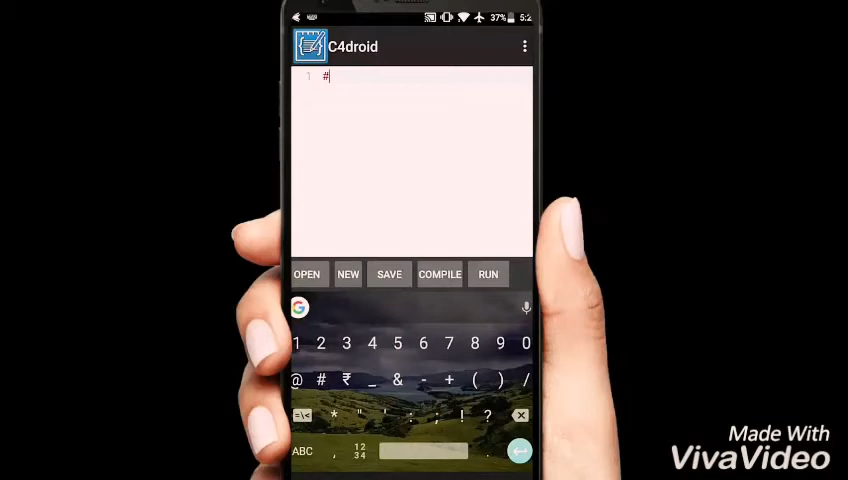 37% 5:2
C4droid
1 #
OPEN NEW SAVE COMPILE RUN
G
1 2 3 4 5 6 7 8 9 0
@ # ₹ _ & - + ( ) /
=\< * " ' : ; ! ?
ABC , 12 34 .
Made With
VivaVideo